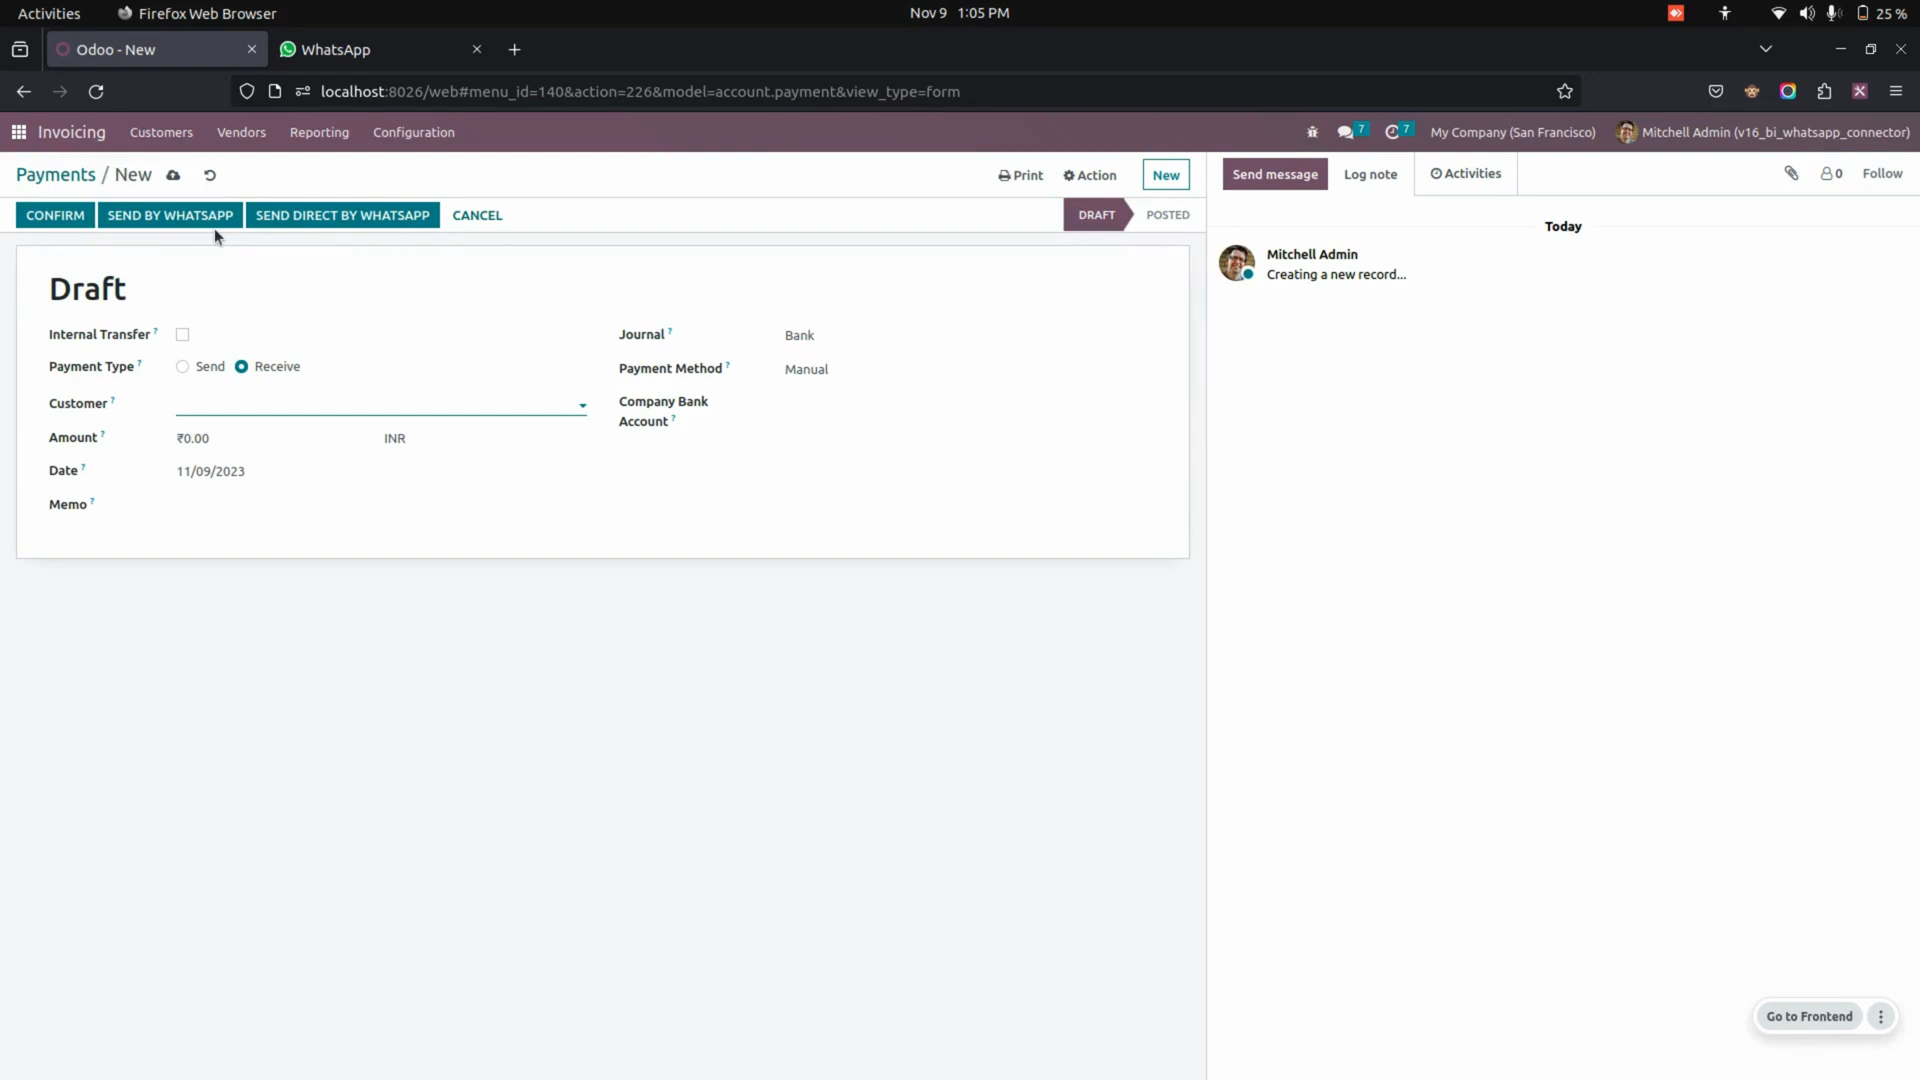 Activities Firefox Web Browser Nov 9 1:05 PM 25 %
Odoo - New WhatsApp
localhost:8026/web#menu_id=140&action=226&model=account.payment&view_type=form
Invoicing Customers Vendors Reporting Configuration 7 7 My Company (San Francisco) Mitchell Admin (v16_bi_whatsapp_connector)
Payments / New Print Action New Send message Log note Activities 0 Follow
CONFIRM SEND BY WHATSAPP SEND DIRECT BY WHATSAPP CANCEL DRAFT POSTED
Today
Mitchell Admin
Creating a new record...
Draft
Internal Transfer ? Journal ? Bank
Payment Type ? Send Receive Payment Method ? Manual
Customer ? Company Bank
Account ?
Amount ? ₹0.00 INR
Date ? 11/09/2023
Memo ?
Go to Frontend